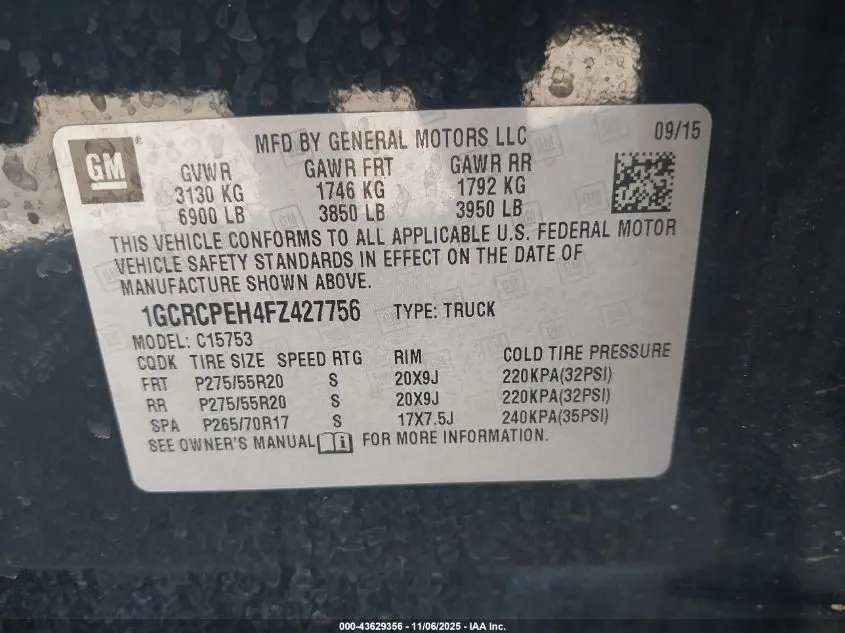 GM®
MFD BY GENERAL MOTORS LLC 09/15
GVWR GAWR FRT GAWR RR
3130 KG 1746 KG 1792 KG
6900 LB 3850 LB 3950 LB
THIS VEHICLE CONFORMS TO ALL APPLICABLE U.S. FEDERAL MOTOR
VEHICLE SAFETY STANDARDS IN EFFECT ON THE DATE OF
MANUFACTURE SHOWN ABOVE.
1GCRCPEH4FZ427756 TYPE: TRUCK
MODEL: C15753
CQDK TIRE SIZE SPEED RTG RIM COLD TIRE PRESSURE
FRT P275/55R20 S 20X9J 220KPA(32PSI)
RR P275/55R20 S 20X9J 220KPA(32PSI)
SPA P265/70R17 S 17X7.5J 240KPA(35PSI)
SEE OWNER'S MANUAL FOR MORE INFORMATION.
000-43629356 - 11/06/2025 - IAA Inc.